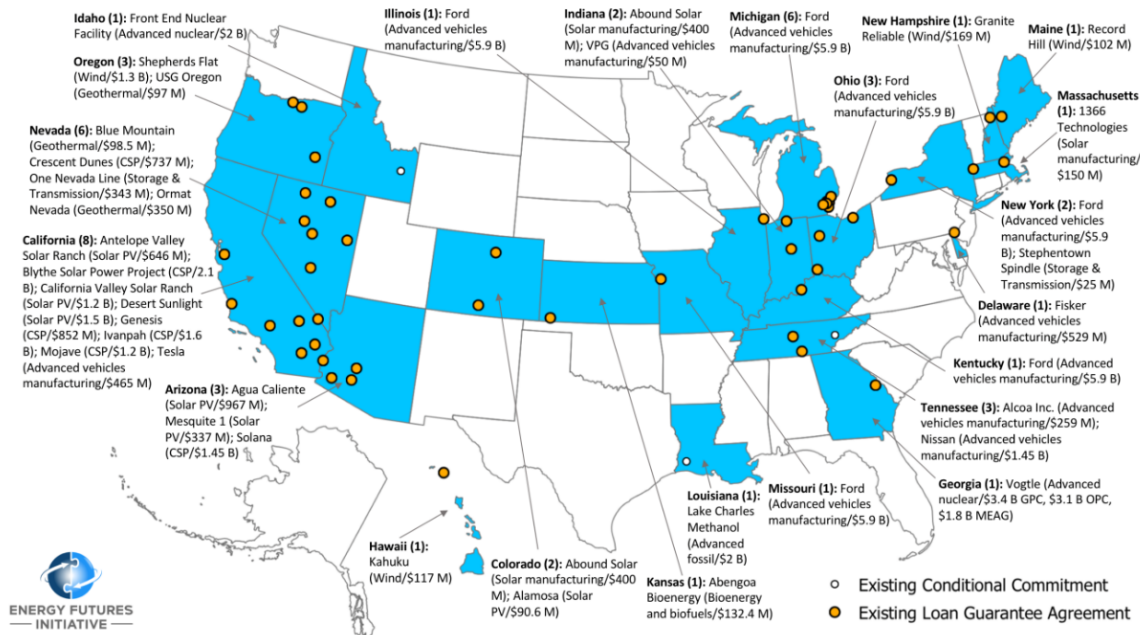 Idaho (1): Front End Nuclear
Facility (Advanced nuclear/$2 B)
Oregon (3): Shepherds Flat
(Wind/$1.3 B); USG Oregon
(Geothermal/$97 M)
Nevada (6): Blue Mountain
(Geothermal/$98.5 M);
Crescent Dunes (CSP/$737 M);
One Nevada Line (Storage &
Transmission/$343 M); Ormat
Nevada (Geothermal/$350 M)
California (8): Antelope Valley
Solar Ranch (Solar PV/$646 M);
Blythe Solar Power Project (CSP/2.1
B); California Valley Solar Ranch
(Solar PV/$1.2 B); Desert Sunlight
(Solar PV/$1.5 B); Genesis
(CSP/$852 M); Ivanpah (CSP/$1.6
B); Mojave (CSP/$1.2 B); Tesla
(Advanced vehicles
manufacturing/$465 M)
Arizona (3): Agua Caliente
(Solar PV/$967 M);
Mesquite 1 (Solar
PV/$337 M); Solana
(CSP/$1.45 B)
Illinois (1): Ford
(Advanced vehicles
manufacturing/$5.9 B)
Indiana (2): Abound Solar
(Solar manufacturing/$400
M); VPG (Advanced vehicles
manufacturing/$50 M)
Michigan (6): Ford
(Advanced vehicles
manufacturing/$5.9 B)
Ohio (3): Ford
(Advanced vehicles
manufacturing/$5.9 B)
New Hampshire (1): Granite
Reliable (Wind/$169 M)
Maine (1): Record
Hill (Wind/$102 M)
Massachusetts
(1): 1366
Technologies
(Solar
manufacturing/
$150 M)
New York (2): Ford
(Advanced vehicles
manufacturing/$5.9
B); Stephentown
Spindle (Storage &
Transmission/$25 M)
Delaware (1): Fisker
(Advanced vehicles
manufacturing/$529 M)
Kentucky (1): Ford (Advanced
vehicles manufacturing/$5.9 B)
Tennessee (3): Alcoa Inc. (Advanced
vehicles manufacturing/$259 M);
Nissan (Advanced vehicles
manufacturing/$1.45 B)
Georgia (1): Vogtle (Advanced
nuclear/$3.4 B GPC, $3.1 B OPC,
$1.8 B MEAG)
Missouri (1): Ford
(Advanced vehicles
manufacturing/$5.9 B)
Louisiana (1):
Lake Charles
Methanol
(Advanced
fossil/$2 B)
Kansas (1): Abengoa
Bioenergy (Bioenergy
and biofuels/$132.4 M)
Colorado (2): Abound Solar
(Solar manufacturing/$400
M); Alamosa (Solar
PV/$90.6 M)
Hawaii (1):
Kahuku
(Wind/$117 M)
Existing Conditional Commitment
Existing Loan Guarantee Agreement
ENERGY FUTURES
INITIATIVE